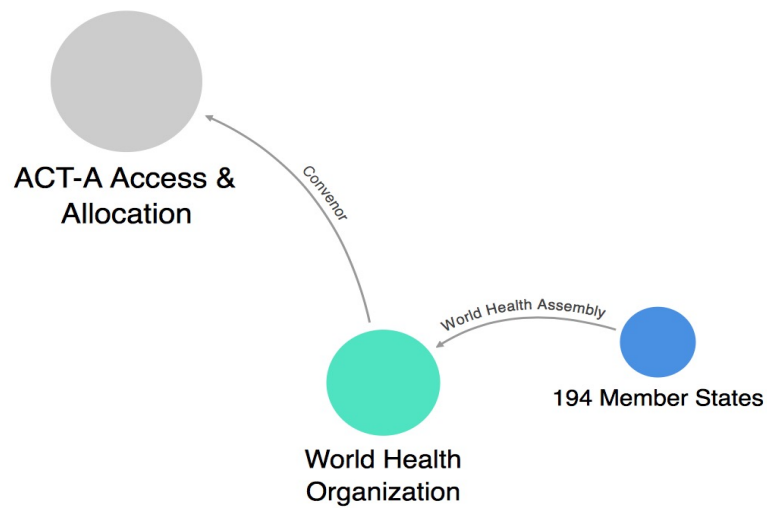 ACT-A Access &
Allocation
Convenor
World Health Assembly
194 Member States
World Health
Organization